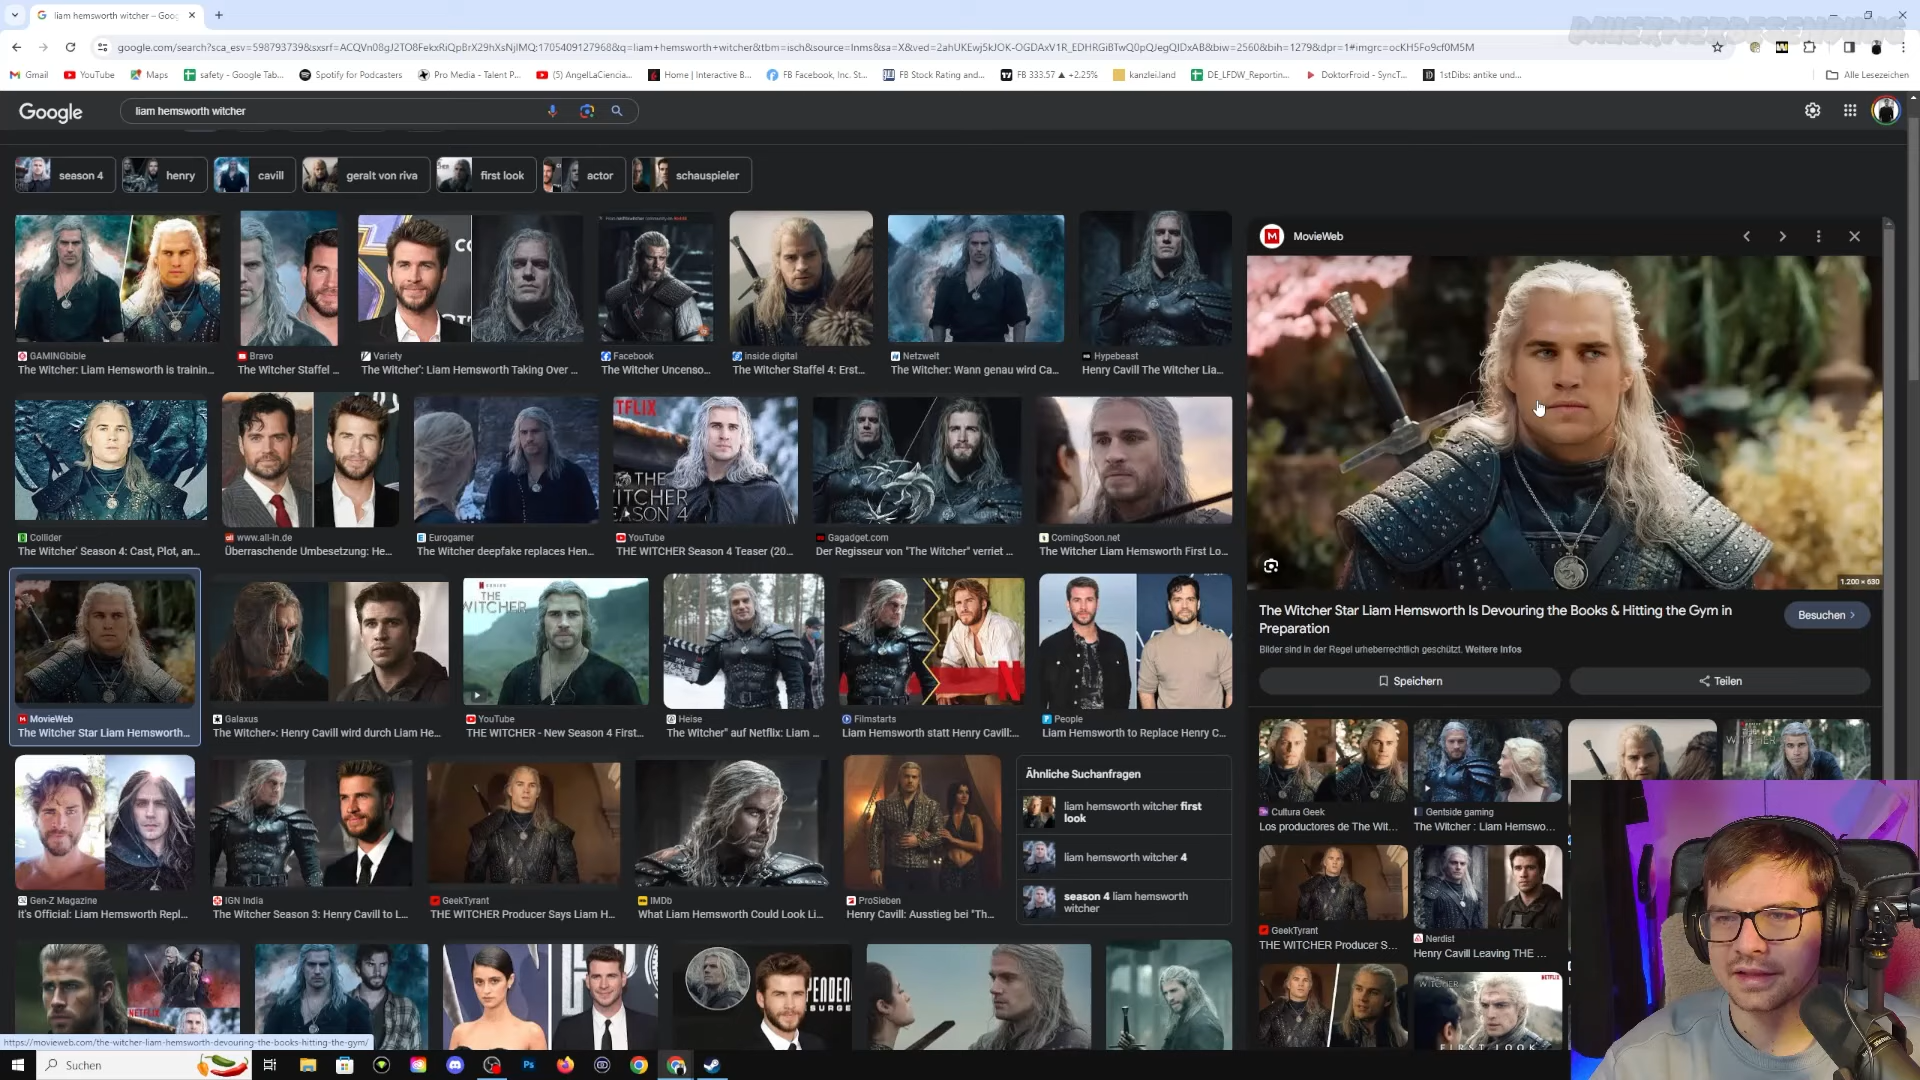 liam hemsworth witcher – Goo
google.com/search?sca_esv=598793739&sxsrf=ACQVn08gJ2TO8FekxRiQpBrX29hXsNjIMQ:1705409127968&q=liam+hemsworth+witcher&tbm=isch&source=lnms&sa=X&ved=2ahUKEwj5kJOK-OGDAxV1R_EDHRGiBTwQ0pQJegQIDxAB&biw=2560&bih=1279&dpr=1#imgrc=ocKH5Fo9cf0M5M
Gmail YouTube Maps safety - Google Tab... Spotify for Podcasters Pro Media - Talent P... (5) AngelLaCiencia... Home | Interactive B... FB Facebook, Inc. St... FB Stock Rating and... FB 333.57 ▲ +2.25% kanzlei.land DE_LFDW_Reportin... DoktorFroid - SyncT... 1stDibs: antike und... Alle Lesezeichen
Google liam hemsworth witcher
season 4 henry cavill geralt von riva first look actor schauspieler
GAMINGbible
The Witcher: Liam Hemsworth is trainin...
Bravo
The Witcher Staffel ...
Variety
The Witcher': Liam Hemsworth Taking Over ...
Facebook
The Witcher Uncenso...
inside digital
The Witcher Staffel 4: Erst...
Netzwelt
The Witcher: Wann genau wird Ca...
Hypebeast
Henry Cavill The Witcher Lia...
TFLIX
THE
WITCHER
SEASON 4
Collider
The Witcher' Season 4: Cast, Plot, an...
www.all-in.de
Überraschende Umbesetzung: He...
Eurogamer
The Witcher deepfake replaces Hen...
YouTube
THE WITCHER Season 4 Teaser (20...
Gagadget.com
Der Regisseur von "The Witcher" verriet ...
ComingSoon.net
The Witcher Liam Hemsworth First Lo...
THE
WITCHER
MovieWeb
The Witcher Star Liam Hemsworth...
Galaxus
The Witcher»: Henry Cavill wird durch Liam He...
YouTube
THE WITCHER - New Season 4 First...
Heise
The Witcher" auf Netflix: Liam ...
Filmstarts
Liam Hemsworth statt Henry Cavill:...
People
Liam Hemsworth to Replace Henry C...
Gen-Z Magazine
It's Official: Liam Hemsworth Repl...
IGN India
The Witcher Season 3: Henry Cavill to L...
GeekTyrant
THE WITCHER Producer Says Liam H...
IMDb
What Liam Hemsworth Could Look Li...
ProSieben
Henry Cavill: Ausstieg bei "Th...
Ähnliche Suchanfragen
liam hemsworth witcher first
look
liam hemsworth witcher 4
season 4 liam hemsworth
witcher
NETFLIX
https://movieweb.com/the-witcher-liam-hemsworth-devouring-the-books-hitting-the-gym/
MovieWeb
1.200 × 630
The Witcher Star Liam Hemsworth Is Devouring the Books & Hitting the Gym in
Preparation
Besuchen
Bilder sind in der Regel urheberrechtlich geschützt. Weitere Infos
Speichern Teilen
Cultura Geek
Los productores de The Wit...
Gentside gaming
The Witcher : Liam Hemswo...
WITCHER
GeekTyrant
THE WITCHER Producer S...
Nerdist
Henry Cavill Leaving THE ...
WITCHER
NETFLIX
FIRST LOOK
Suchen
Ps